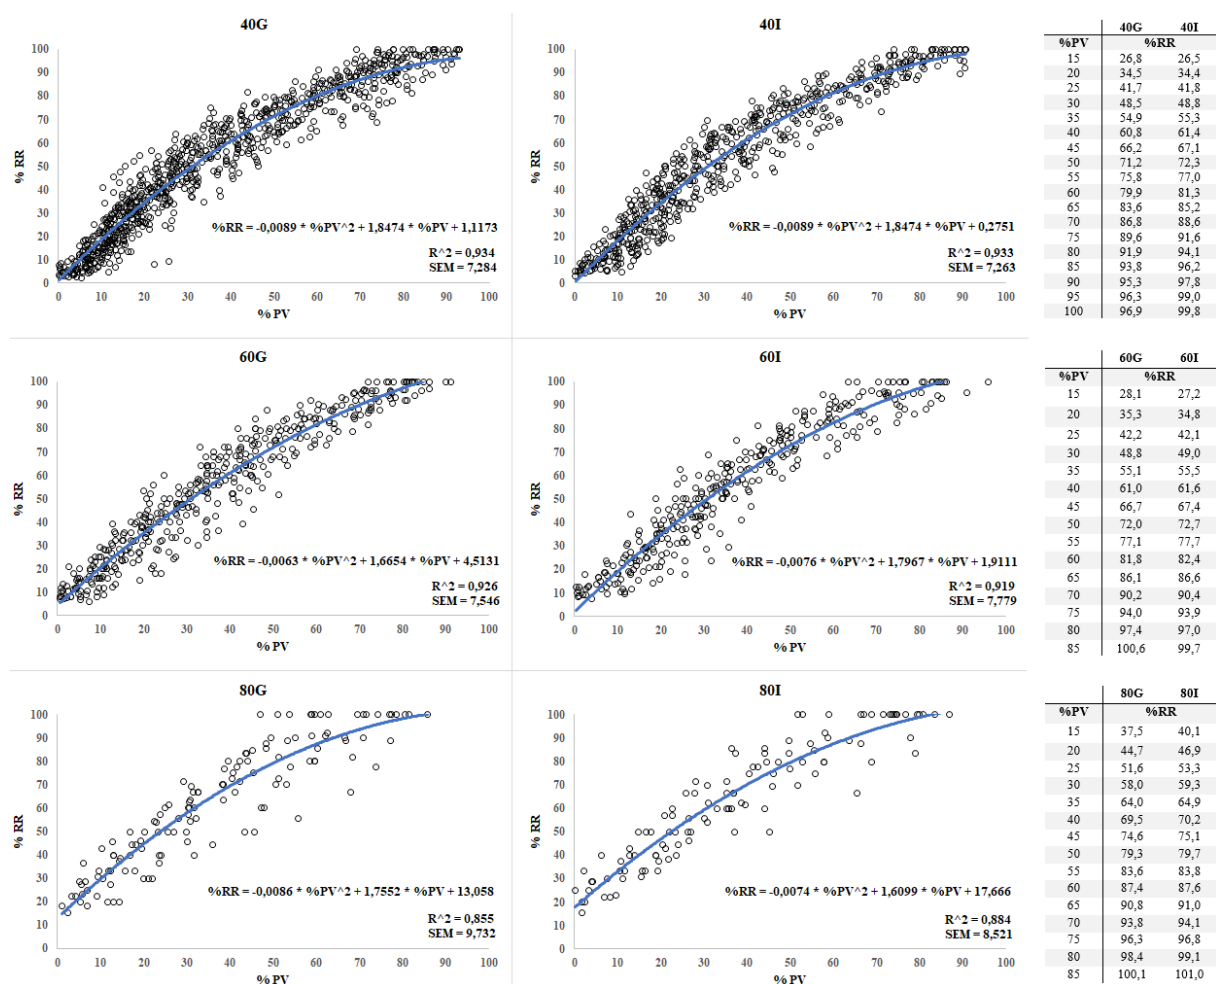 40G
100
90
80
70
60
50
40
30
20
10
0
% RR
%RR = -0,0089 * %PV^2 + 1,8474 * %PV + 1,1173
R^2 = 0,934
SEM = 7,284
0 10 20 30 40 50 60 70 80 90 100
% PV
40I
100
90
80
70
60
50
40
30
20
10
0
% RR
%RR = -0,0089 * %PV^2 + 1,8474 * %PV + 0,2751
R^2 = 0,933
SEM = 7,263
0 10 20 30 40 50 60 70 80 90 100
% PV
40G 40I
%PV %RR
15 26,8 26,5
20 34,5 34,4
25 41,7 41,8
30 48,5 48,8
35 54,9 55,3
40 60,8 61,4
45 66,2 67,1
50 71,2 72,3
55 75,8 77,0
60 79,9 81,3
65 83,6 85,2
70 86,8 88,6
75 89,6 91,6
80 91,9 94,1
85 93,8 96,2
90 95,3 97,8
95 96,3 99,0
100 96,9 99,8
60G
100
90
80
70
60
50
40
30
20
10
0
% RR
%RR = -0,0063 * %PV^2 + 1,6654 * %PV + 4,5131
R^2 = 0,926
SEM = 7,546
0 10 20 30 40 50 60 70 80 90 100
% PV
60I
100
90
80
70
60
50
40
30
20
10
0
% RR
%RR = -0,0076 * %PV^2 + 1,7967 * %PV + 1,9111
R^2 = 0,919
SEM = 7,779
0 10 20 30 40 50 60 70 80 90 100
% PV
60G 60I
%PV %RR
15 28,1 27,2
20 35,3 34,8
25 42,2 42,1
30 48,8 49,0
35 55,1 55,5
40 61,0 61,6
45 66,7 67,4
50 72,0 72,7
55 77,1 77,7
60 81,8 82,4
65 86,1 86,6
70 90,2 90,4
75 94,0 93,9
80 97,4 97,0
85 100,6 99,7
80G
100
90
80
70
60
50
40
30
20
10
0
% RR
%RR = -0,0086 * %PV^2 + 1,7552 * %PV + 13,058
R^2 = 0,855
SEM = 9,732
0 10 20 30 40 50 60 70 80 90 100
% PV
80I
100
90
80
70
60
50
40
30
20
10
0
% RR
%RR = -0,0074 * %PV^2 + 1,6099 * %PV + 17,666
R^2 = 0,884
SEM = 8,521
0 10 20 30 40 50 60 70 80 90 100
% PV
80G 80I
%PV %RR
15 37,5 40,1
20 44,7 46,9
25 51,6 53,3
30 58,0 59,3
35 64,0 64,9
40 69,5 70,2
45 74,6 75,1
50 79,3 79,7
55 83,6 83,8
60 87,4 87,6
65 90,8 91,0
70 93,8 94,1
75 96,3 96,8
80 98,4 99,1
85 100,1 101,0